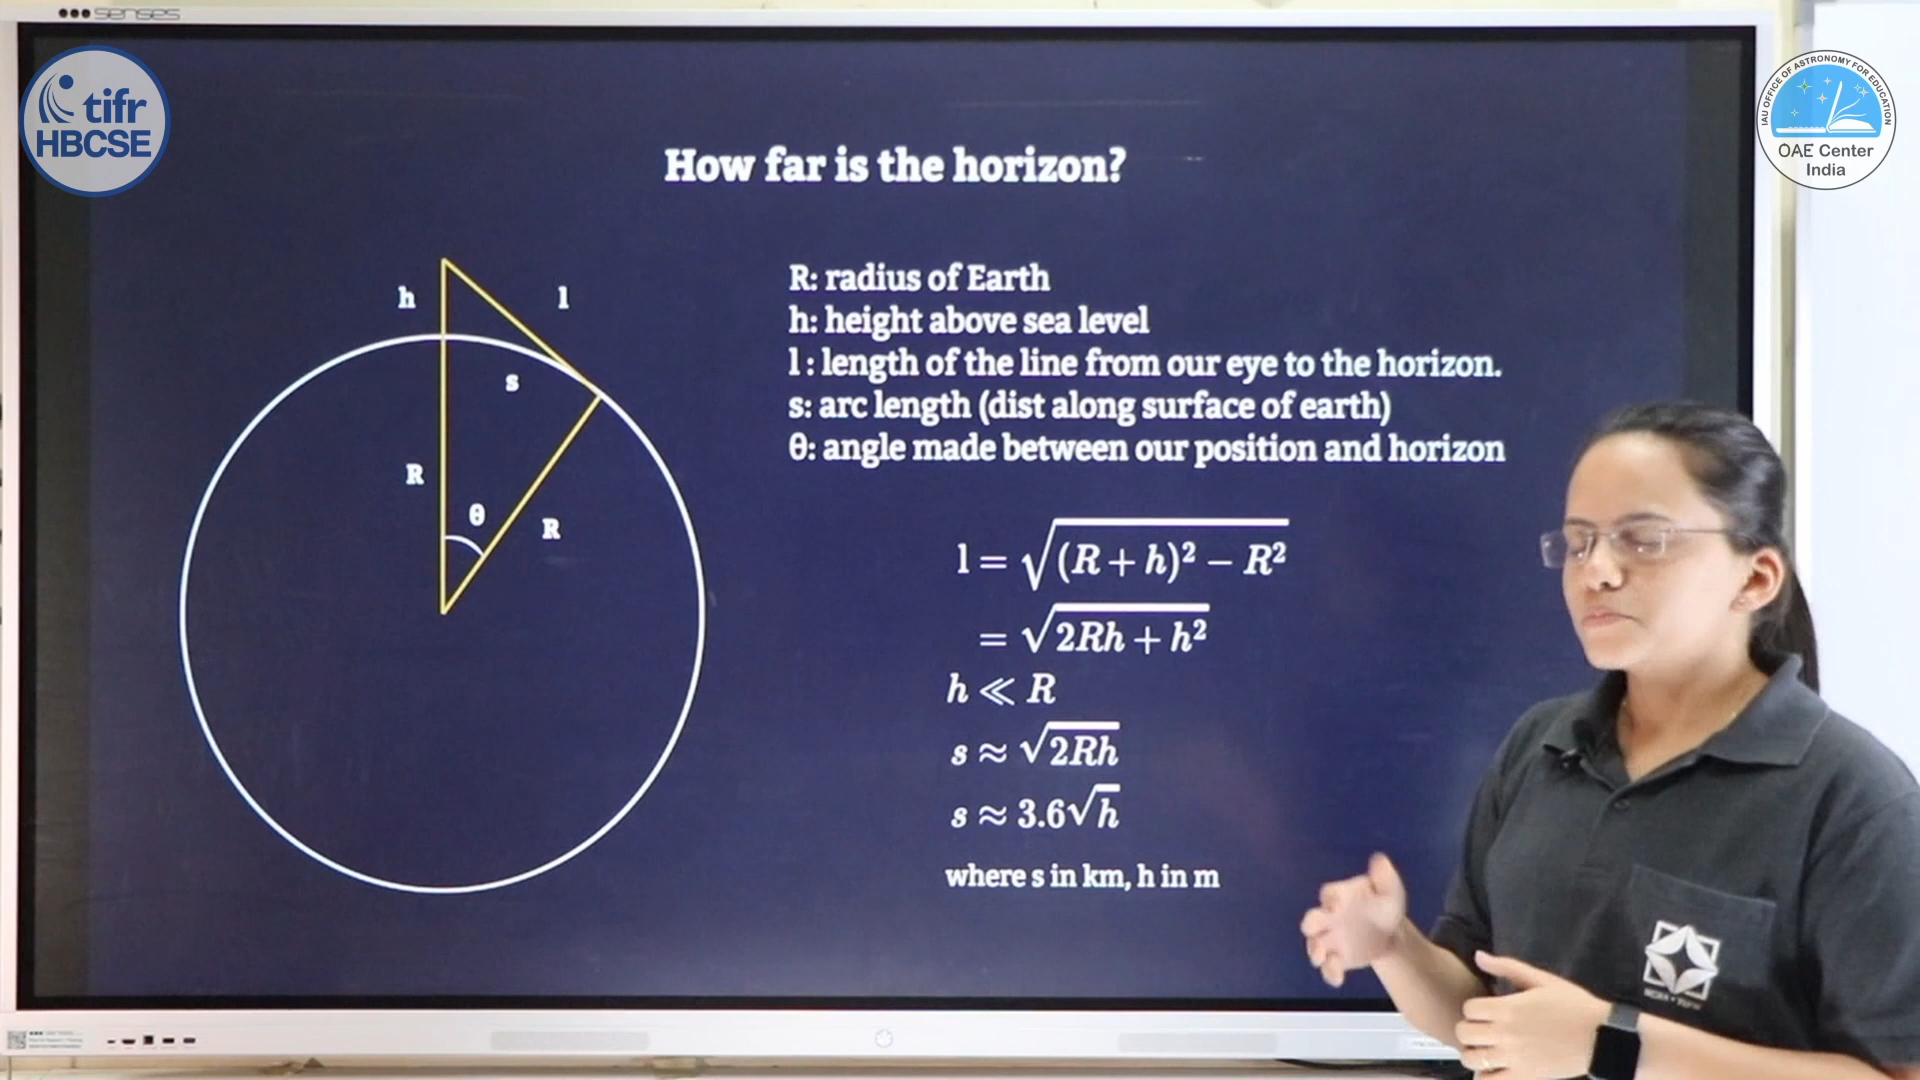 senses
tifr
HBCSE
IAU OFFICE OF ASTRONOMY FOR EDUCATION
OAE Center
India
How far is the horizon?
h
l
s
R
θ
R
R: radius of Earth
h: height above sea level
l : length of the line from our eye to the horizon.
s: arc length (dist along surface of earth)
θ: angle made between our position and horizon
l = √(R + h)² − R²
= √2Rh + h²
h ≪ R
s ≈ √2Rh
s ≈ 3.6√h
where s in km, h in m